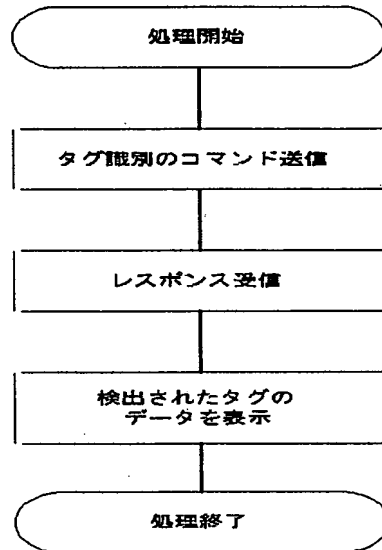 処理開始
タグ識別のコマンド送信
レスポンス受信
検出されたタグの
データを表示
処理終了